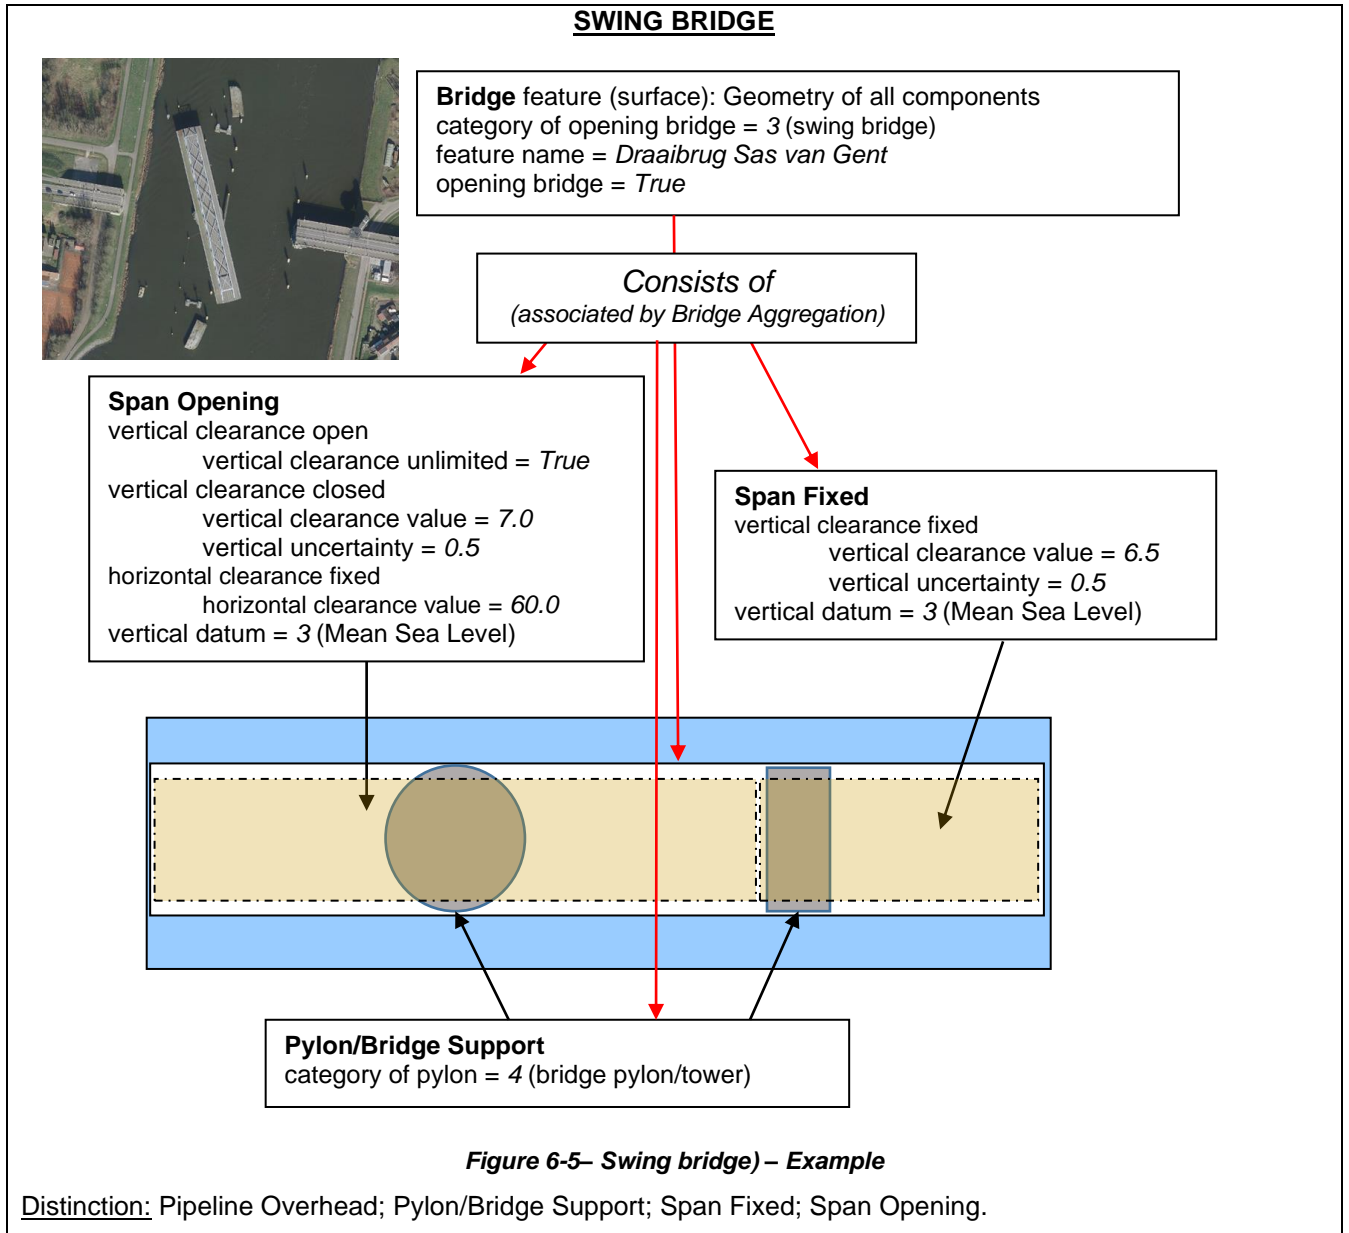 SWING BRIDGE
Bridge feature (surface): Geometry of all components
category of opening bridge = 3 (swing bridge)
feature name = Draaibrug Sas van Gent
opening bridge = True
Consists of
(associated by Bridge Aggregation)
Span Opening
vertical clearance open
vertical clearance unlimited = True
vertical clearance closed
vertical clearance value = 7.0
vertical uncertainty = 0.5
horizontal clearance fixed
horizontal clearance value = 60.0
vertical datum = 3 (Mean Sea Level)
Span Fixed
vertical clearance fixed
vertical clearance value = 6.5
vertical uncertainty = 0.5
vertical datum = 3 (Mean Sea Level)
Pylon/Bridge Support
category of pylon = 4 (bridge pylon/tower)
Figure 6-5– Swing bridge) – Example
Distinction: Pipeline Overhead; Pylon/Bridge Support; Span Fixed; Span Opening.